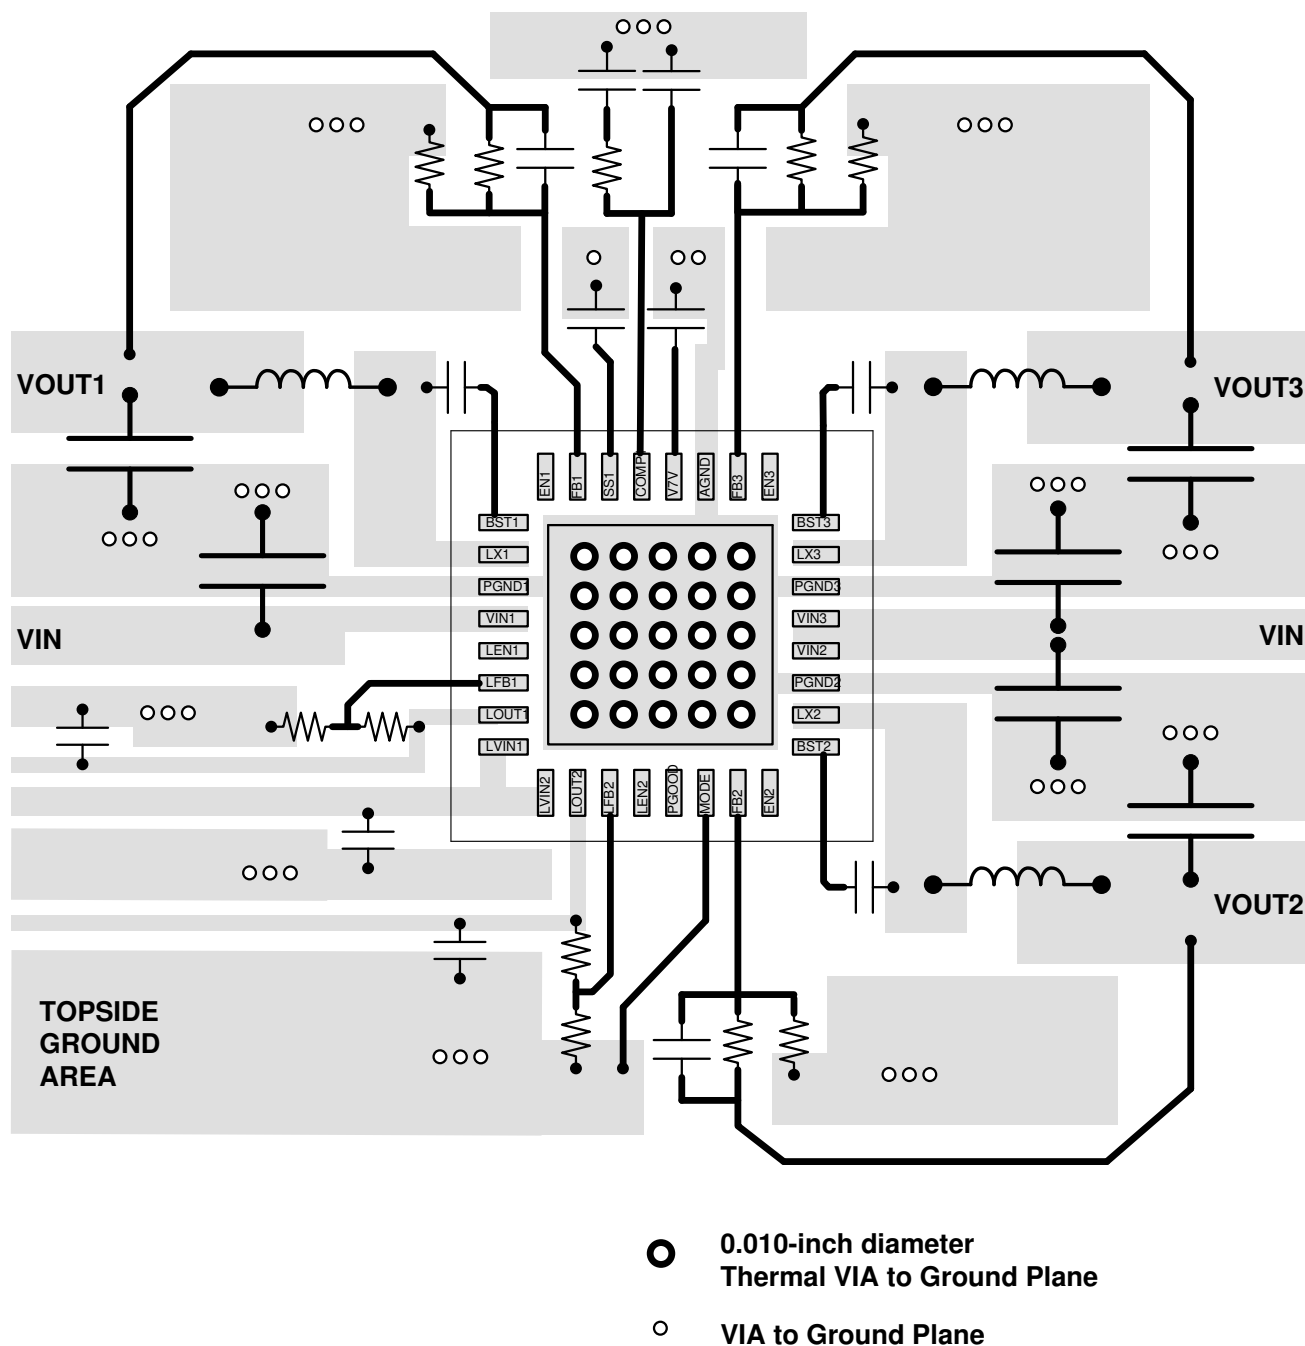 VOUT1
VOUT3
EN1
FB1
SS1
COMP
V7V
AGND
FB3
EN3
BST1
BST3
LX1
LX3
PGND1
PGND3
VIN1
VIN3
VIN
VIN
LEN1
VIN2
LFB1
PGND2
LOUT1
LX2
LVIN1
BST2
LVIN2
LOUT2
LFB2
LEN2
PGOOD
MODE
FB2
EN2
VOUT2
TOPSIDE
GROUND
AREA
0.010-inch diameter
Thermal VIA to Ground Plane
VIA to Ground Plane